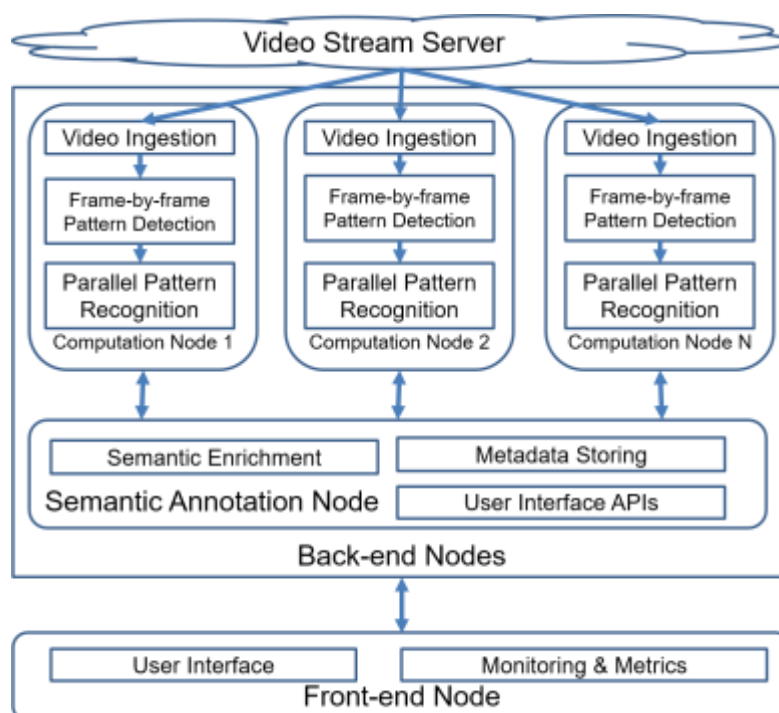 Video Stream Server
Video Ingestion
Frame-by-frame
Pattern Detection
Parallel Pattern
Recognition
Computation Node 1
Video Ingestion
Frame-by-frame
Pattern Detection
Parallel Pattern
Recognition
Computation Node 2
Video Ingestion
Frame-by-frame
Pattern Detection
Parallel Pattern
Recognition
Computation Node N
Semantic Enrichment
Metadata Storing
Semantic Annotation Node
User Interface APIs
Back-end Nodes
User Interface
Monitoring & Metrics
Front-end Node